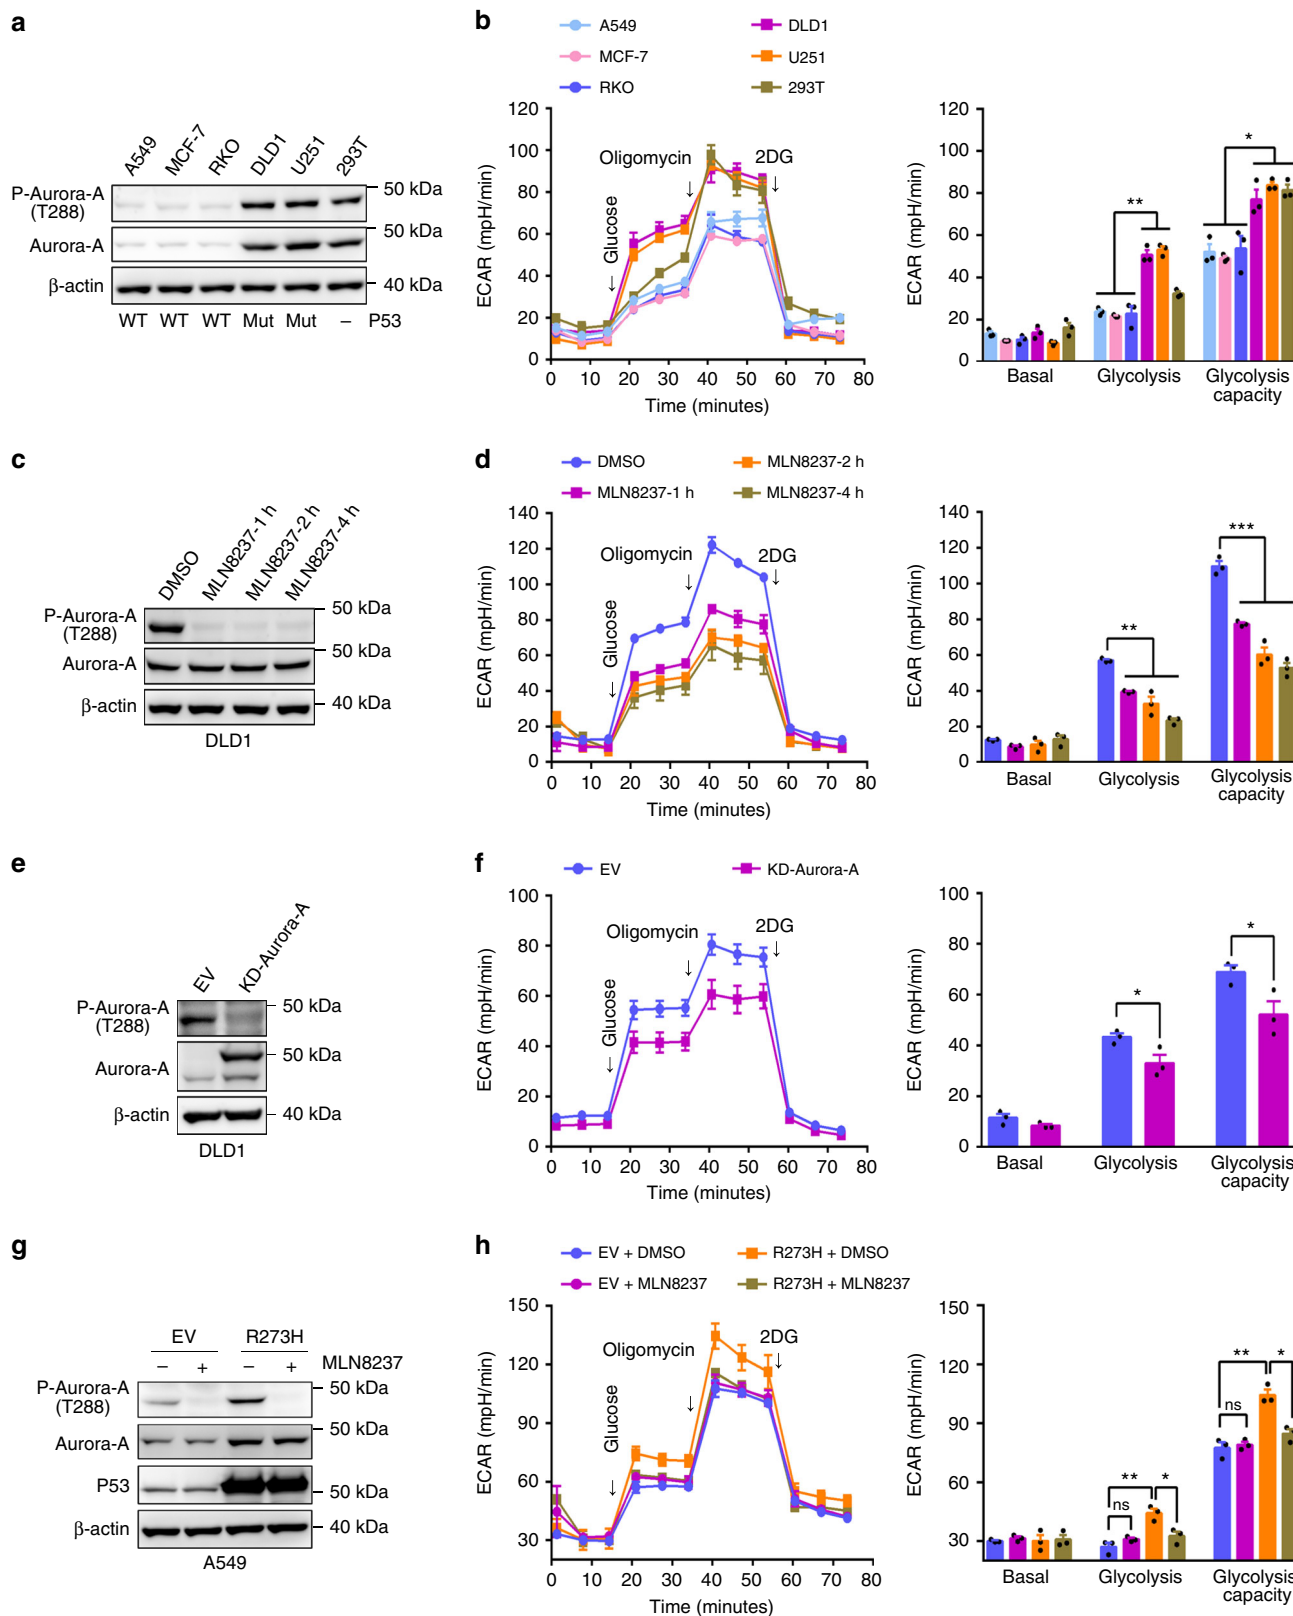 a
A549
MCF-7
RKO
DLD1
U251
293T
P-Aurora-A
(T288)
50 kDa
Aurora-A
50 kDa
β-actin
40 kDa
WT WT WT Mut Mut – P53
b
A549
MCF-7
RKO
DLD1
U251
293T
ECAR (mpH/min)
120
100
80
60
40
20
0
Glucose
Oligomycin
2DG
0 10 20 30 40 50 60 70 80
Time (minutes)
ECAR (mpH/min)
120
100
80
60
40
20
0
**
*
Basal
Glycolysis
Glycolysis
capacity
c
DMSO
MLN8237-1 h
MLN8237-2 h
MLN8237-4 h
P-Aurora-A
(T288)
50 kDa
Aurora-A
50 kDa
β-actin
40 kDa
DLD1
d
DMSO
MLN8237-1 h
MLN8237-2 h
MLN8237-4 h
ECAR (mpH/min)
140
120
100
80
60
40
20
0
Glucose
Oligomycin
2DG
0 10 20 30 40 50 60 70 80
Time (minutes)
ECAR (mpH/min)
140
120
100
80
60
40
20
0
**
***
Basal
Glycolysis
Glycolysis
capacity
e
EV
KD-Aurora-A
P-Aurora-A
(T288)
50 kDa
Aurora-A
50 kDa
β-actin
40 kDa
DLD1
f
EV
KD-Aurora-A
ECAR (mpH/min)
100
80
60
40
20
0
Glucose
Oligomycin
2DG
0 10 20 30 40 50 60 70 80
Time (minutes)
ECAR (mpH/min)
100
80
60
40
20
0
*
*
Basal
Glycolysis
Glycolysis
capacity
g
EV R273H
– + – + MLN8237
P-Aurora-A
(T288)
50 kDa
Aurora-A
50 kDa
P53
50 kDa
β-actin
40 kDa
A549
h
EV + DMSO
EV + MLN8237
R273H + DMSO
R273H + MLN8237
ECAR (mpH/min)
150
120
90
60
30
Glucose
Oligomycin
2DG
0 10 20 30 40 50 60 70 80
Time (minutes)
ECAR (mpH/min)
150
120
90
60
30
ns
**
*
ns
**
*
Basal
Glycolysis
Glycolysis
capacity